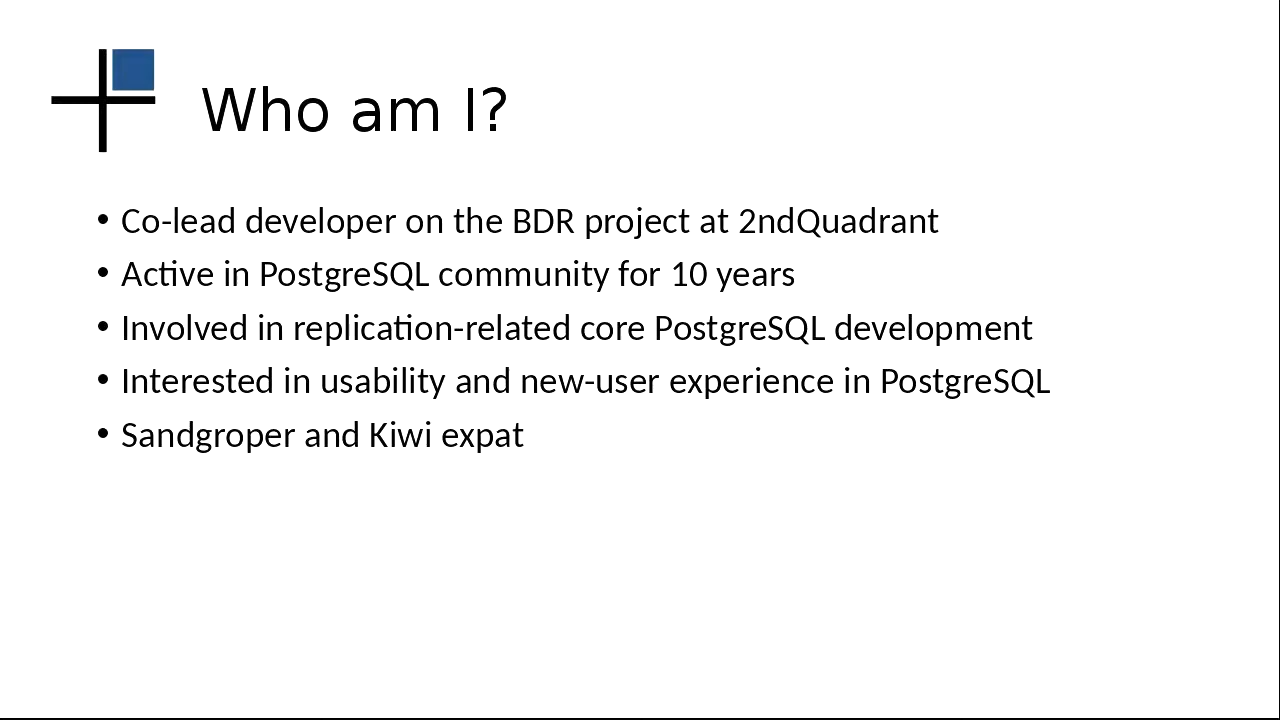 Who am I?
• Co-lead developer on the BDR project at 2ndQuadrant
• Active in PostgreSQL community for 10 years
• Involved in replication-related core PostgreSQL development
• Interested in usability and new-user experience in PostgreSQL
• Sandgroper and Kiwi expat